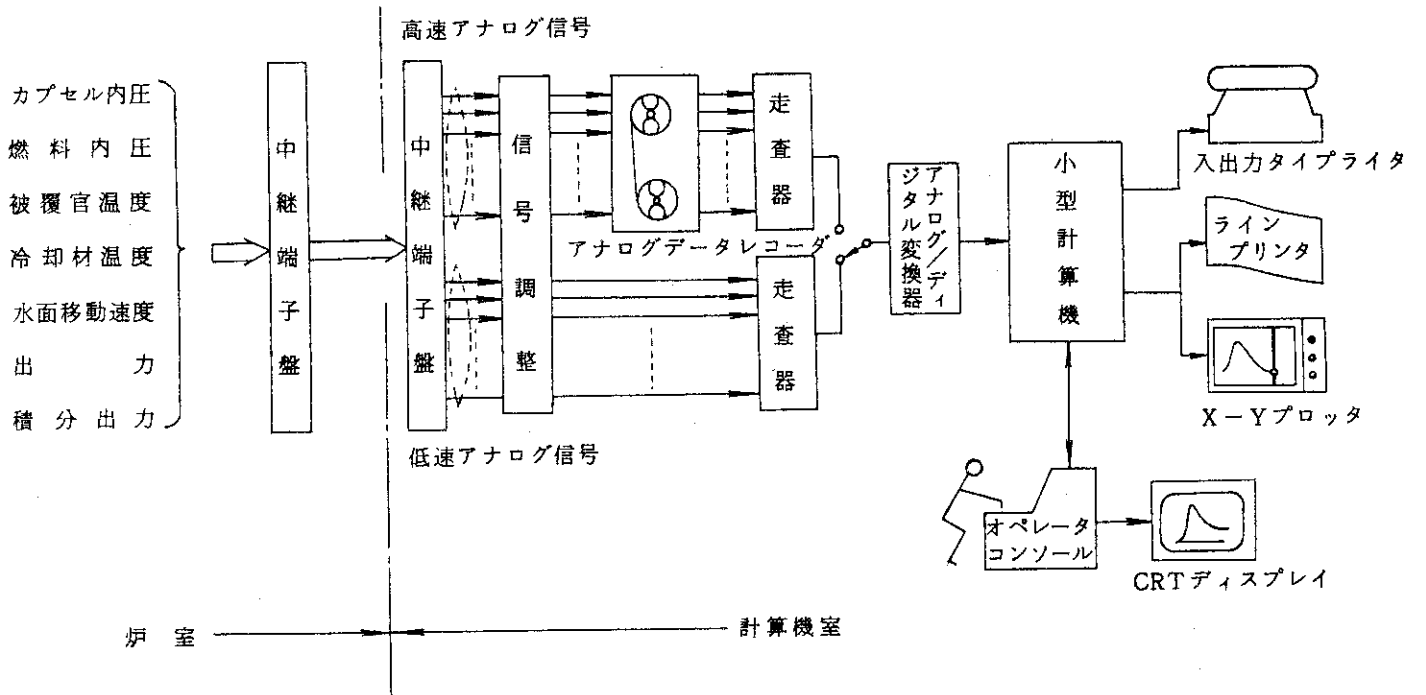 高速アナログ信号
カプセル内圧
燃料内圧
被覆官温度
冷却材温度
水面移動速度
出力
積分出力
中継端子盤
中継端子盤
信号調整
アナログデータレコーダ
走査器
走査器
アナログ/ディ
ジタル変換器
小型計算機
入出力タイプライタ
ライン
プリンタ
X-Yプロッタ
オペレータ
コンソール
CRTディスプレイ
低速アナログ信号
炉室
計算機室